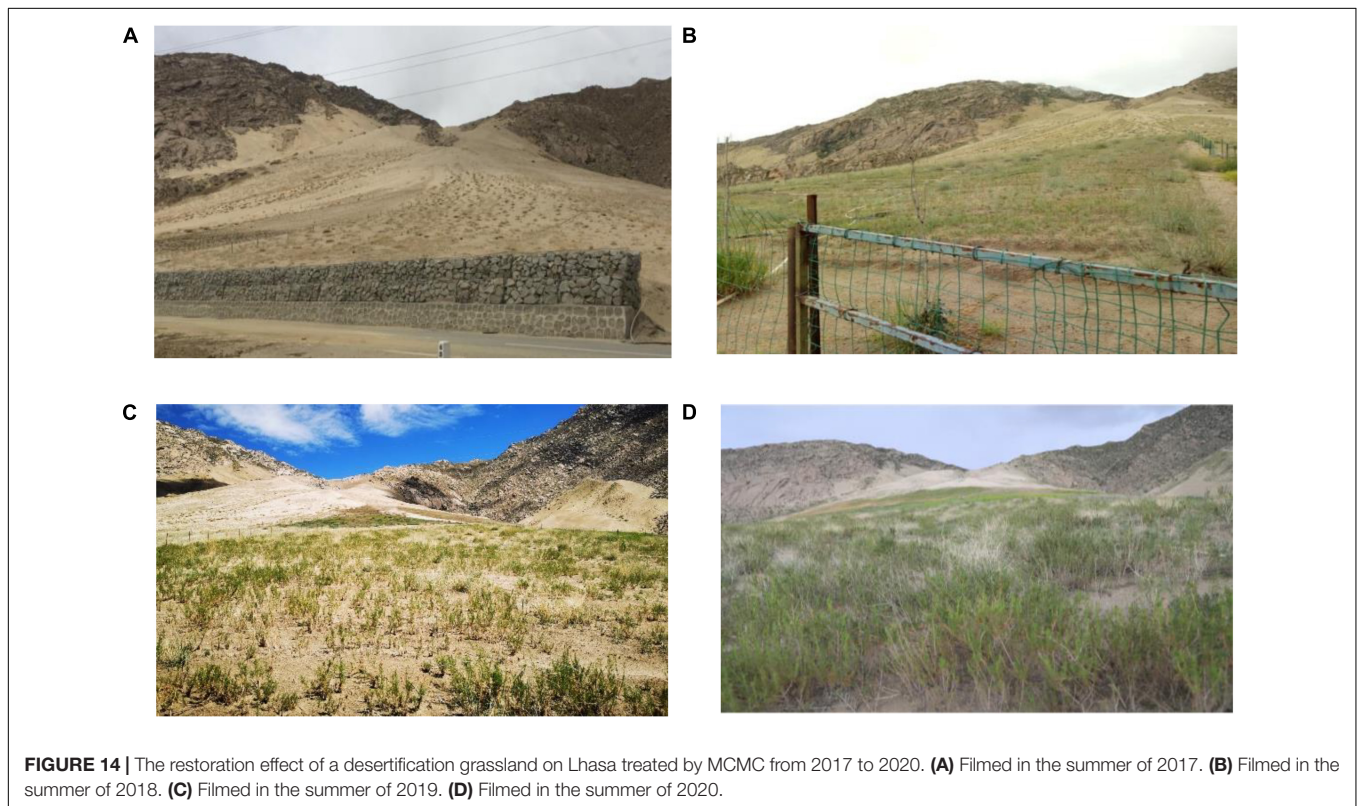 A
B
C
D
FIGURE 14 | The restoration effect of a desertification grassland on Lhasa treated by MCMC from 2017 to 2020. (A) Filmed in the summer of 2017. (B) Filmed in the
summer of 2018. (C) Filmed in the summer of 2019. (D) Filmed in the summer of 2020.